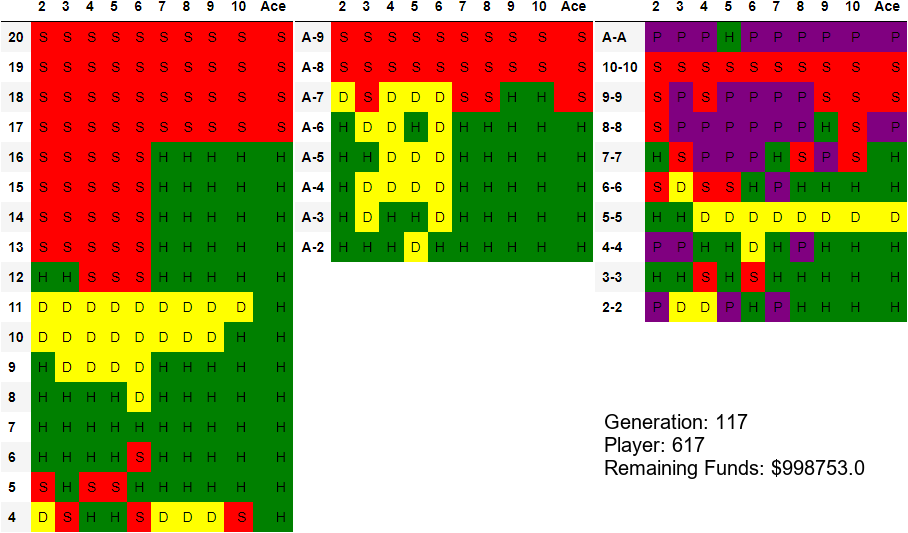 2 3 4 5 6 7 8 9 10 Ace
20 S S S S S S S S S S
19 S S S S S S S S S S
18 S S S S S S S S S S
17 S S S S S S S S S S
16 S S S S S H H H H H
15 S S S S S H H H H H
14 S S S S S H H H H H
13 S S S S S H H H H H
12 H H S S S H H H H H
11 D D D D D D D D D H
10 D D D D D D D D H H
9 H D D D D H H H H H
8 H H H H D H H H H H
7 H H H H H H H H H H
6 H H H H S H H H H H
5 S H S S H H H H H H
4 D S H H S D D D S H
2 3 4 5 6 7 8 9 10 Ace
A-9 S S S S S S S S S S
A-8 S S S S S S S S S S
A-7 D S D D D S S H H S
A-6 H D D H D H H H H H
A-5 H H D D D H H H H H
A-4 H D D D D H H H H H
A-3 H D H H D H H H H H
A-2 H H H D H H H H H H
2 3 4 5 6 7 8 9 10 Ace
A-A P P P H P P P P P P
10-10 S S S S S S S S S S
9-9 S P S P P P P S S S
8-8 S P P P P P P H S P
7-7 H S P P P H S P S H
6-6 S D S S H P H H H H
5-5 H H D D D D D D D D
4-4 P P H H D H P H H H
3-3 H H S H S H H H H H
2-2 P D D P H P H H H H
Generation: 117
Player: 617
Remaining Funds: $998753.0